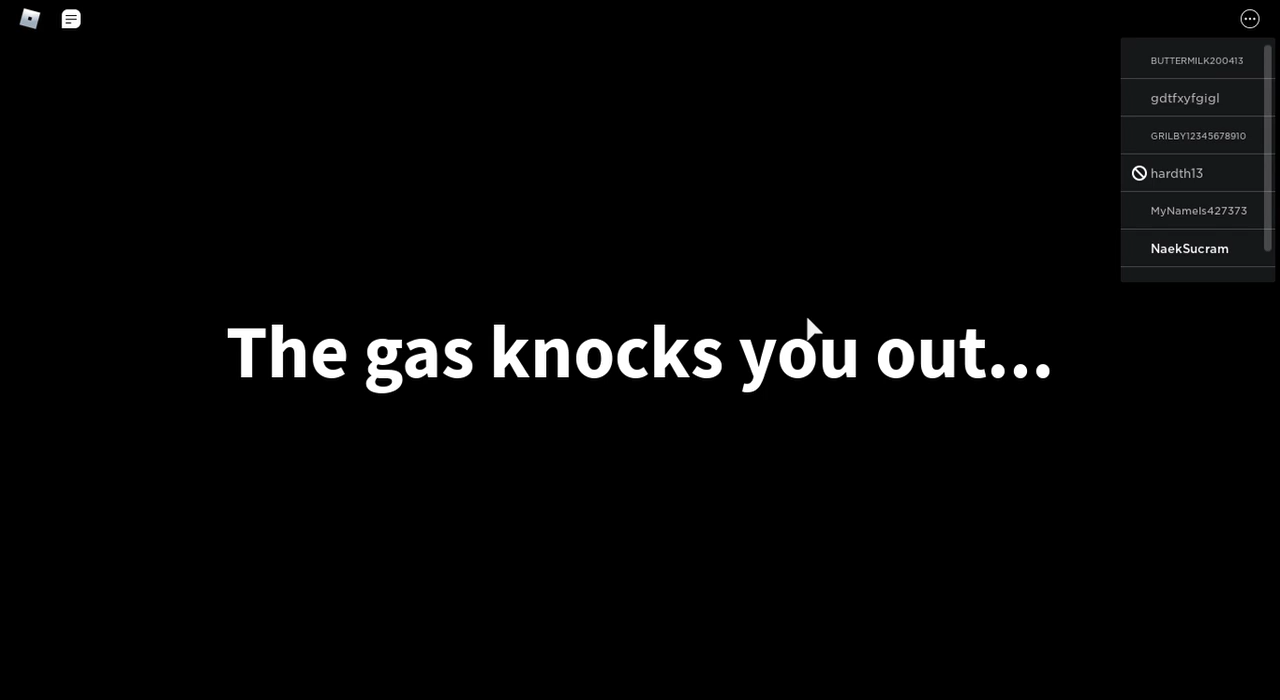 BUTTERMILK200413
gdtfxyfgigl
GRILBY12345678910
hardth13
MyNameIs427373
NaekSucram
The gas knocks you out...